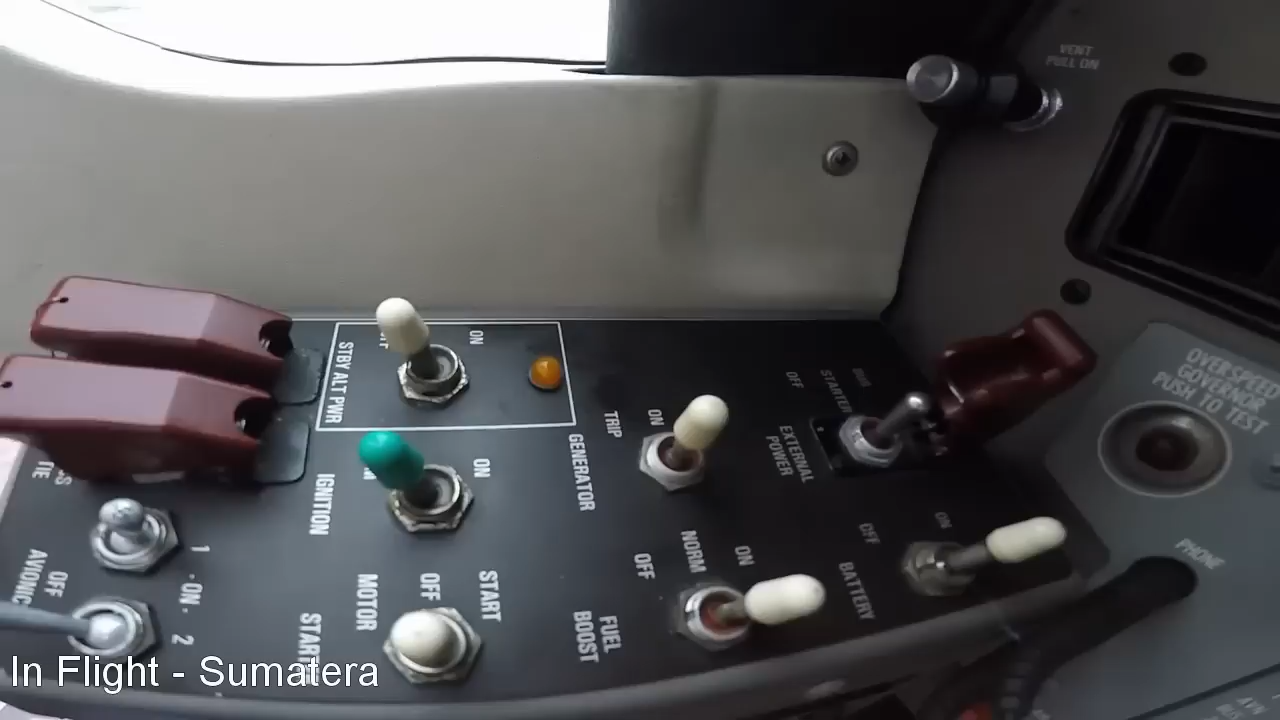 VENT
PULL ON
OVERSPEED
GOVERNOR
PUSH TO TEST
PHONE
STBY ALT PWR
ON
IGNITION
ON
GENERATOR
TRIP
ON
OFF
STARTER
BUS
EXTERNAL
POWER
START
OFF
MOTOR
FUEL
BOOST
OFF
NORM
ON
BATTERY
OFF
ON
TIE
OFF
1
·ON·
2
In Flight - Sumatera